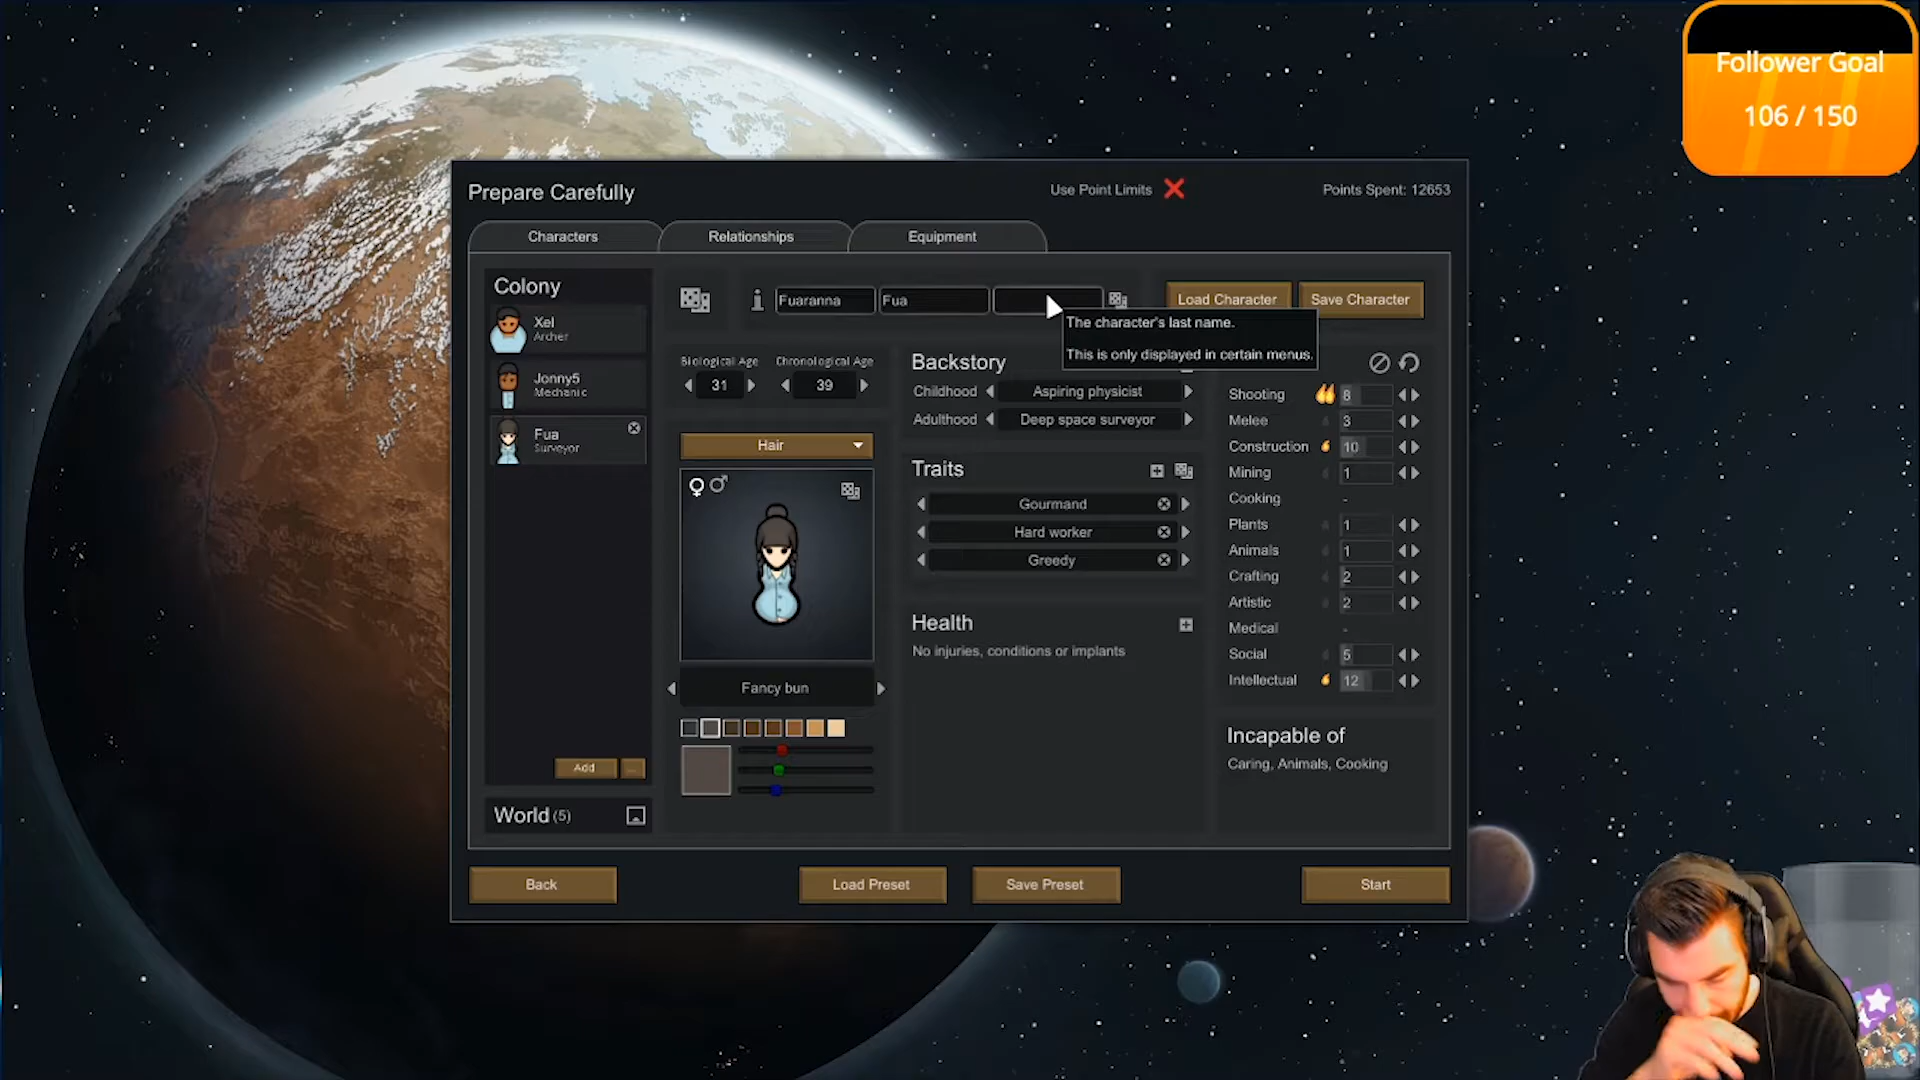 Follower Goal
106 / 150
Prepare Carefully
Use Point Limits
Points Spent: 12653
Characters
Relationships
Equipment
Colony
Xel
Archer
Jonny5
Mechanic
Fua
Surveyor
Add
...
World (5)
Fuaranna
Fua
Load Character
Save Character
The character's last name.
This is only displayed in certain menus.
Biological Age
Chronological Age
31
39
Hair
Fancy bun
Backstory
Childhood
Aspiring physicist
Adulthood
Deep space surveyor
Traits
Gourmand
Hard worker
Greedy
Health
No injuries, conditions or implants
Shooting 8
Melee 3
Construction 10
Mining 1
Cooking -
Plants 1
Animals 1
Crafting 2
Artistic 2
Medical -
Social 5
Intellectual 12
Incapable of
Caring, Animals, Cooking
Back
Load Preset
Save Preset
Start